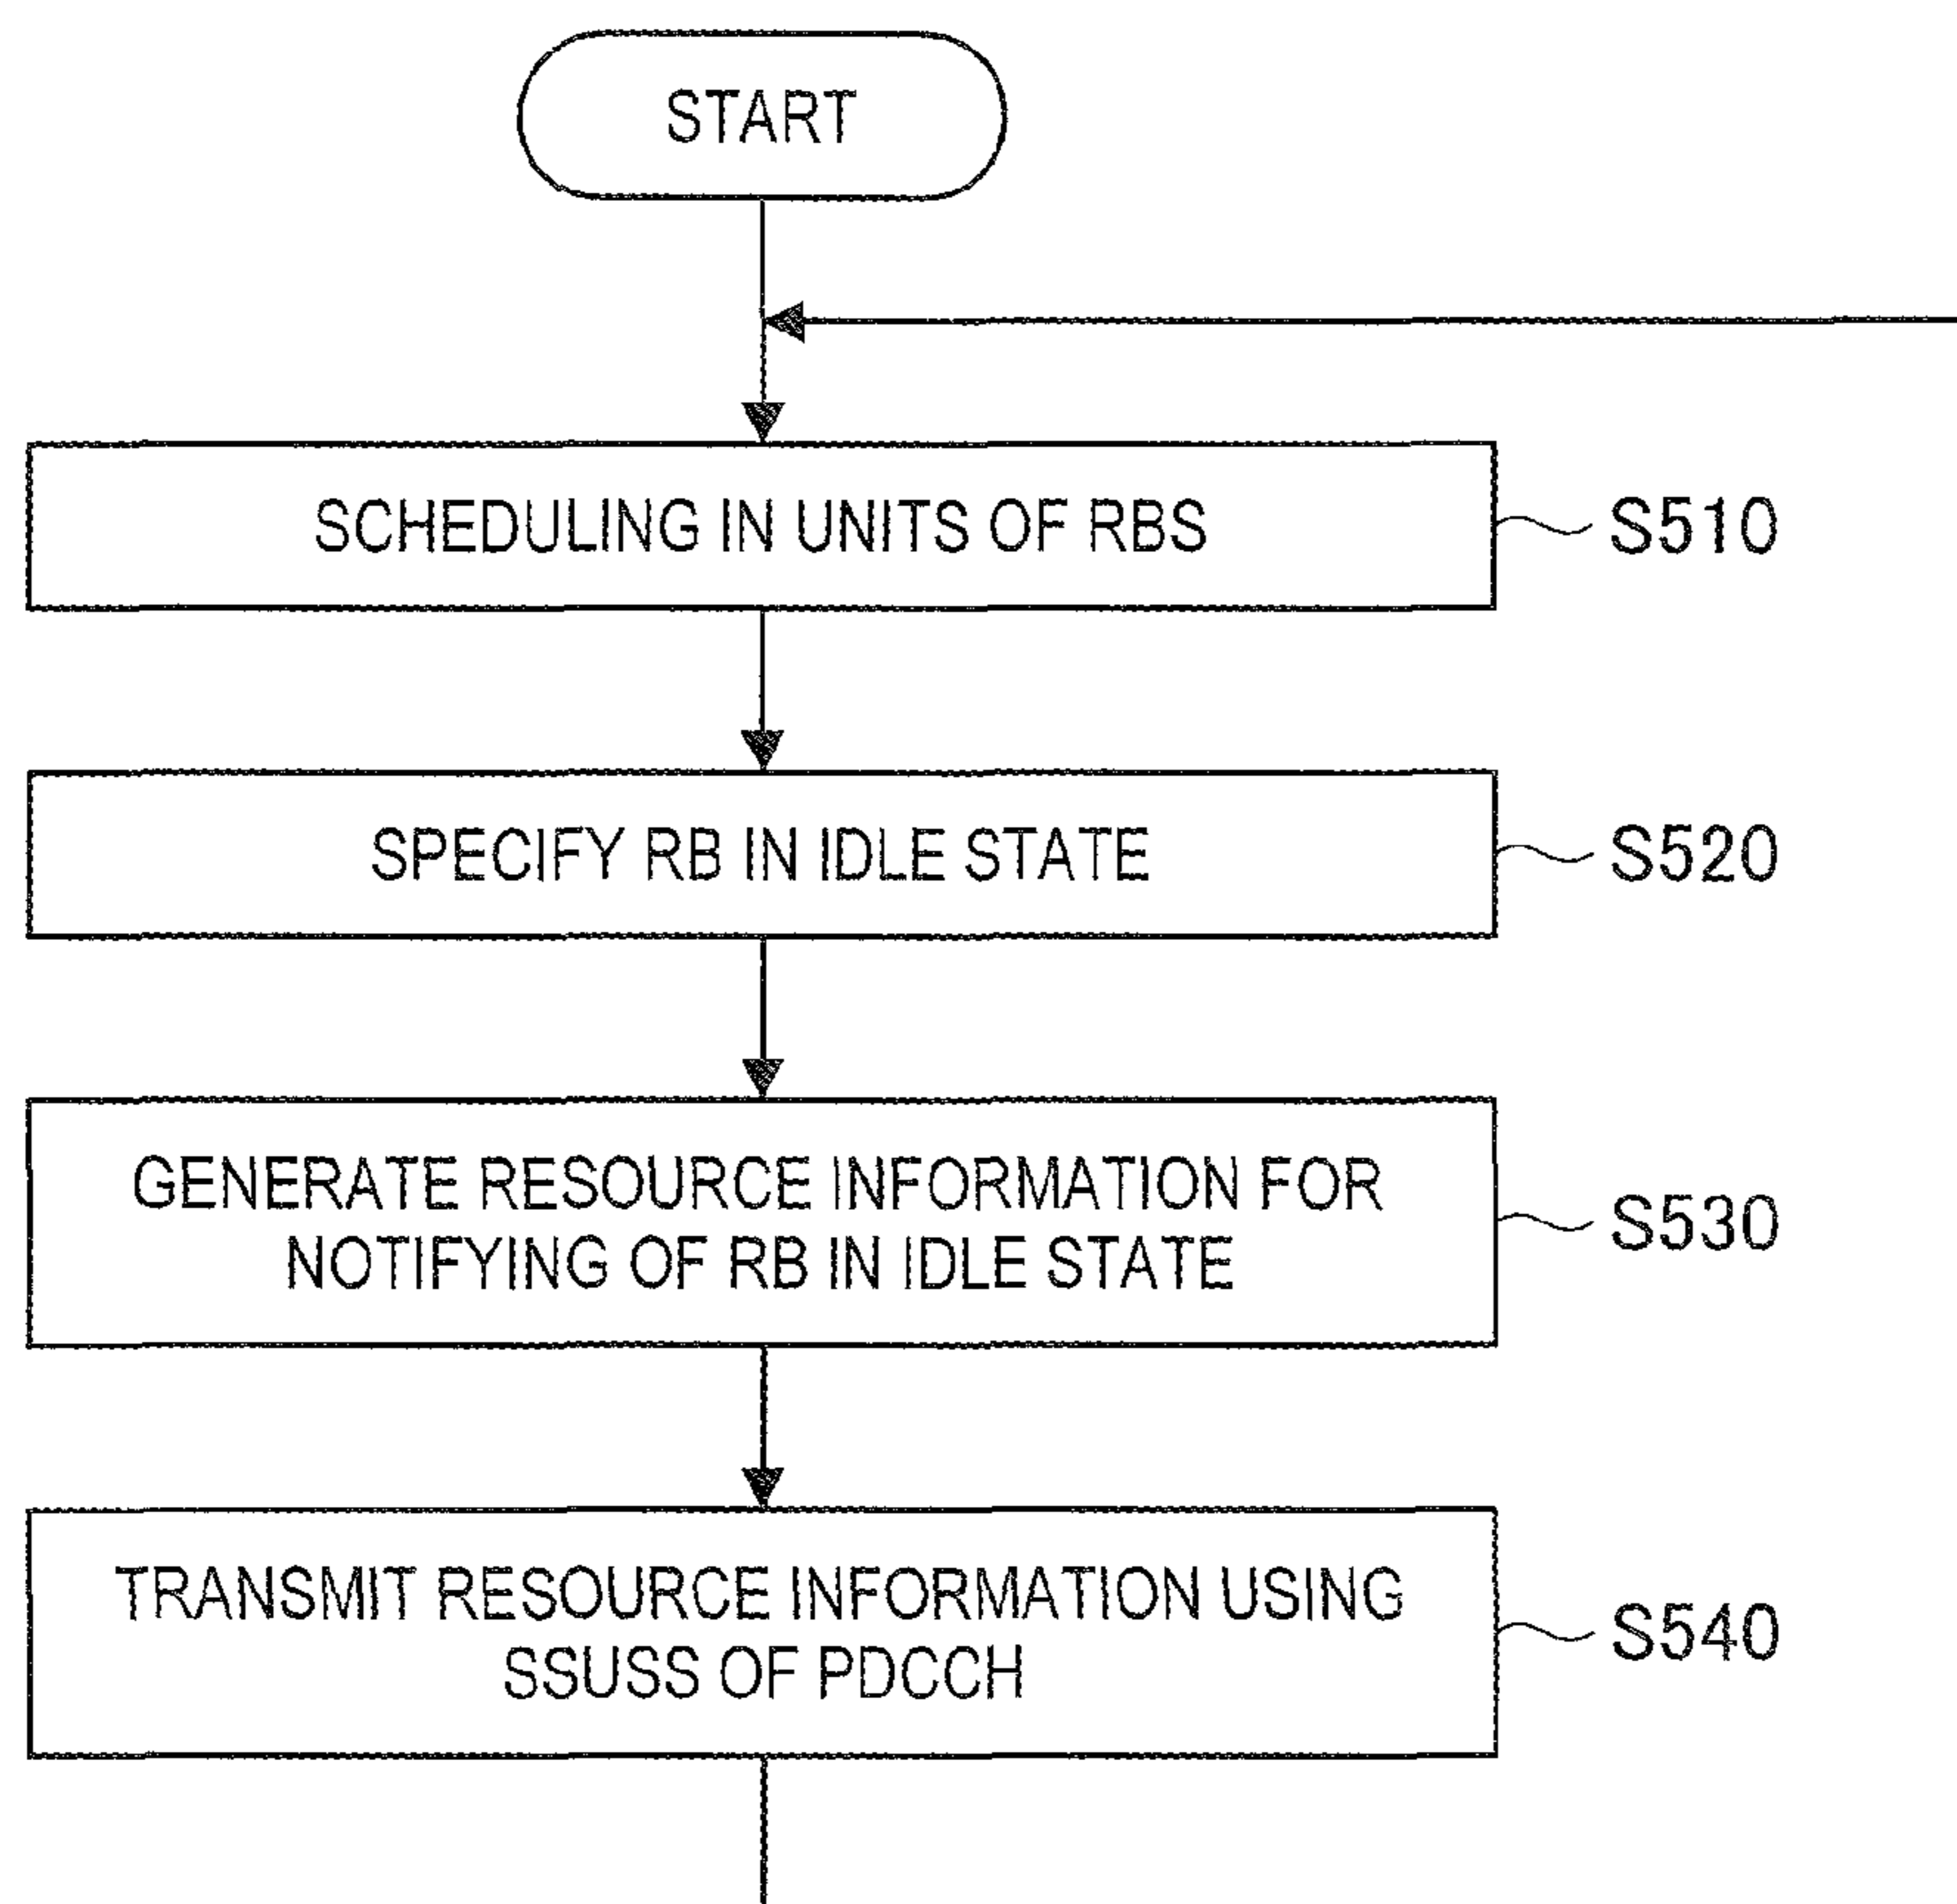 START
SCHEDULING IN UNITS OF RBS
S510
SPECIFY RB IN IDLE STATE
S520
GENERATE RESOURCE INFORMATION FOR
NOTIFYING OF RB IN IDLE STATE
S530
TRANSMIT RESOURCE INFORMATION USING
SSUSS OF PDCCH
S540